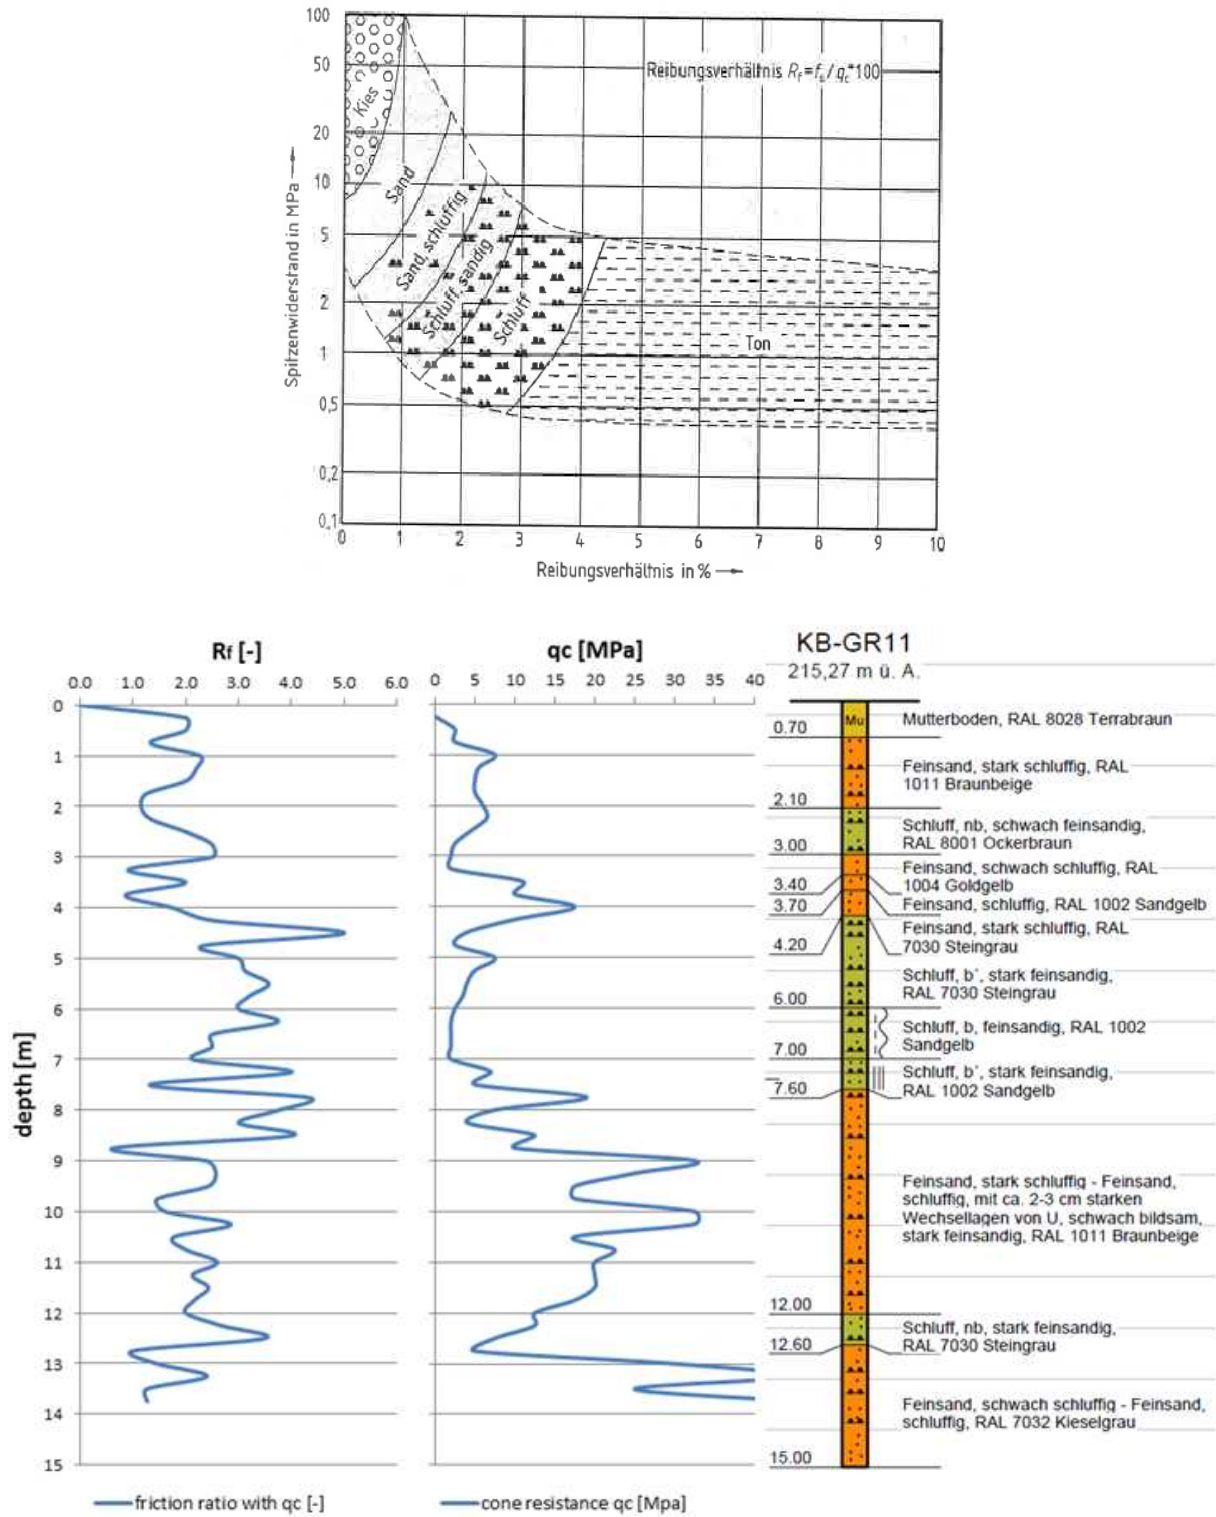 100
50
20
10
5
2
1
0,5
0,2
0,1
Spitzenwiderstand in MPa
Reibungsverhältnis Rf = fs / qc * 100
Kies
Sand
Sand, schluffig
Schluff, sandig
Schluff
Ton
0 1 2 3 4 5 6 7 8 9 10
Reibungsverhältnis in %
Rf [-]
0.0 1.0 2.0 3.0 4.0 5.0 6.0
qc [MPa]
0 5 10 15 20 25 30 35 40
depth [m]
0
1
2
3
4
5
6
7
8
9
10
11
12
13
14
15
friction ratio with qc [-]
cone resistance qc [Mpa]
KB-GR11
215,27 m ü. A.
Mu
0.70
Mutterboden, RAL 8028 Terrabraun
Feinsand, stark schluffig, RAL
1011 Braunbeige
2.10
Schluff, nb, schwach feinsandig,
RAL 8001 Ockerbraun
3.00
Feinsand, schwach schluffig, RAL
1004 Goldgelb
3.40
3.70
Feinsand, schluffig, RAL 1002 Sandgelb
Feinsand, stark schluffig, RAL
7030 Steingrau
4.20
Schluff, b`, stark feinsandig,
RAL 7030 Steingrau
6.00
Schluff, b, feinsandig, RAL 1002
Sandgelb
7.00
Schluff, b`, stark feinsandig,
RAL 1002 Sandgelb
7.60
Feinsand, stark schluffig - Feinsand,
schluffig, mit ca. 2-3 cm starken
Wechsellagen von U, schwach bildsam,
stark feinsandig, RAL 1011 Braunbeige
12.00
Schluff, nb, stark feinsandig,
RAL 7030 Steingrau
12.60
Feinsand, schwach schluffig - Feinsand,
schluffig, RAL 7032 Kieselgrau
15.00